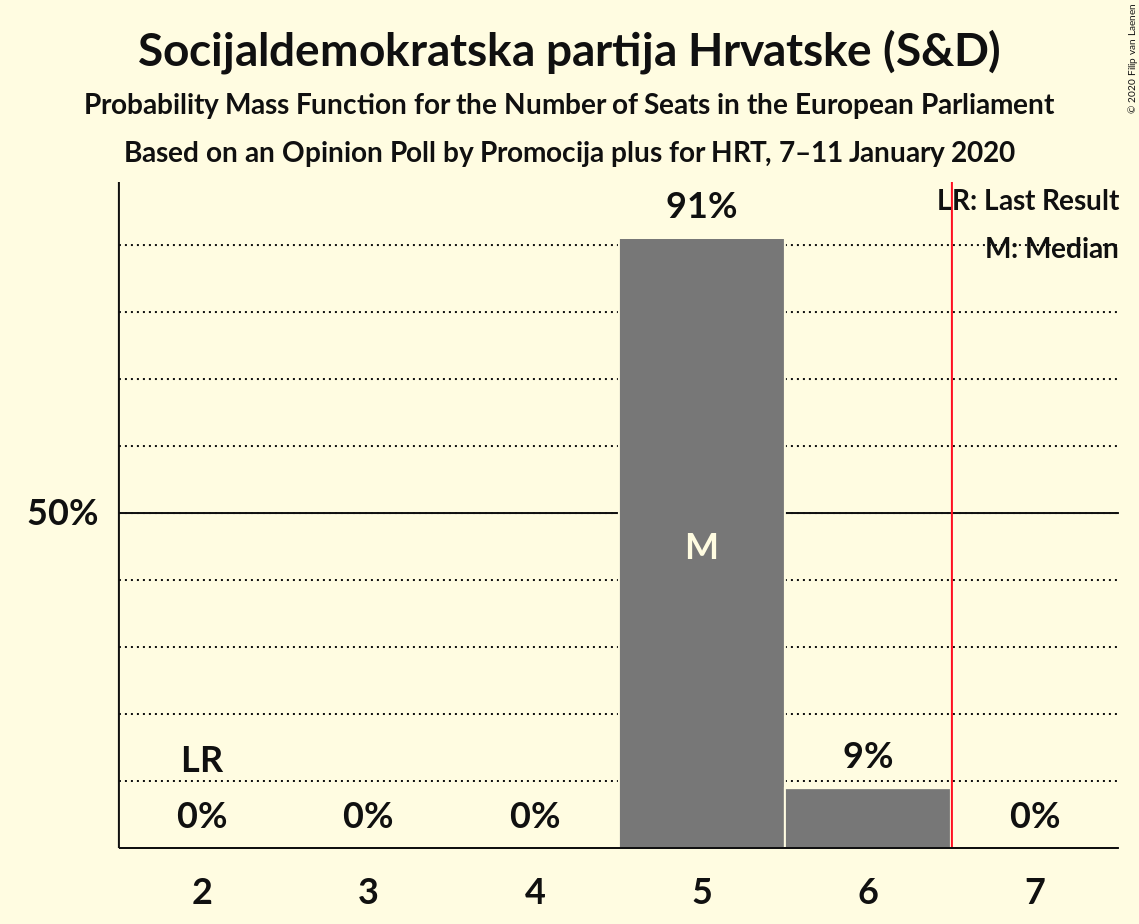 Socijaldemokratska partija Hrvatske (S&D)
Probability Mass Function for the Number of Seats in the European Parliament
Based on an Opinion Poll by Promocija plus for HRT, 7–11 January 2020
© 2020 Filip van Laenen
LR: Last Result
M: Median
91%
50%
M
LR
9%
0% 0% 0% 0%
2 3 4 5 6 7